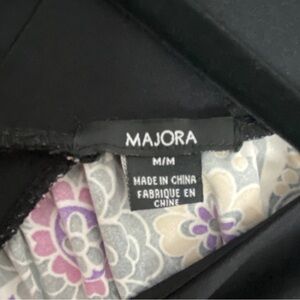 MAJORA
M/M
MADE IN CHINA
FABRIQUE EN
CHINE